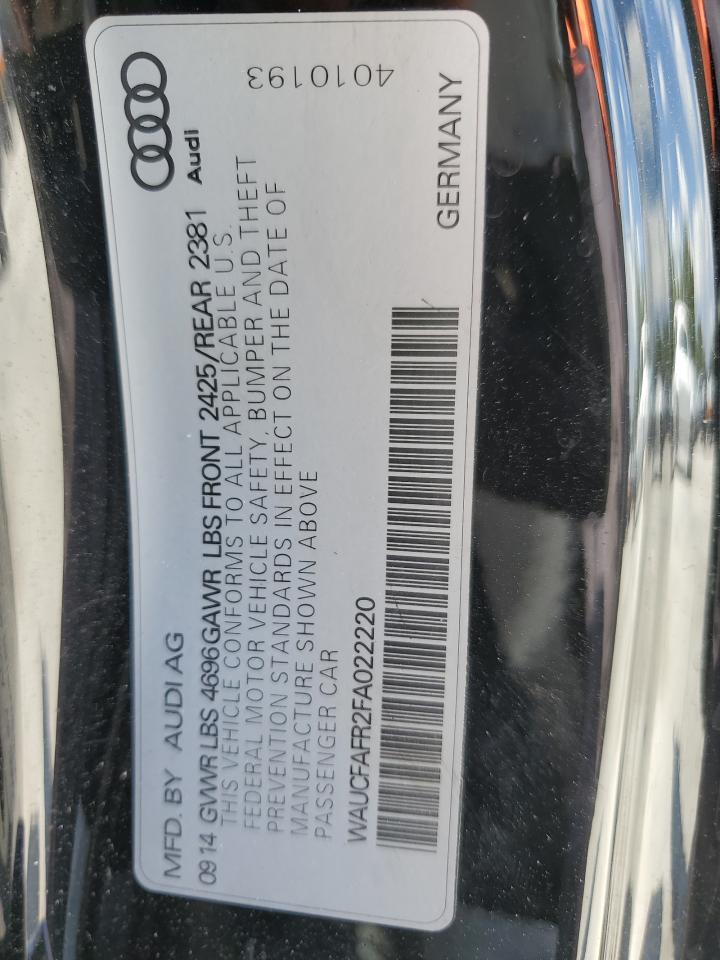 MFD. BY AUDI AG
Audi
09 14 GVWR LBS 4696 GAWR LBS FRONT 2425/REAR 2381
THIS VEHICLE CONFORMS TO ALL APPLICABLE U.S.
FEDERAL MOTOR VEHICLE SAFETY, BUMPER AND THEFT
PREVENTION STANDARDS IN EFFECT ON THE DATE OF
MANUFACTURE SHOWN ABOVE
PASSENGER CAR
WAUCFAFR2FA022220
GERMANY
4010193